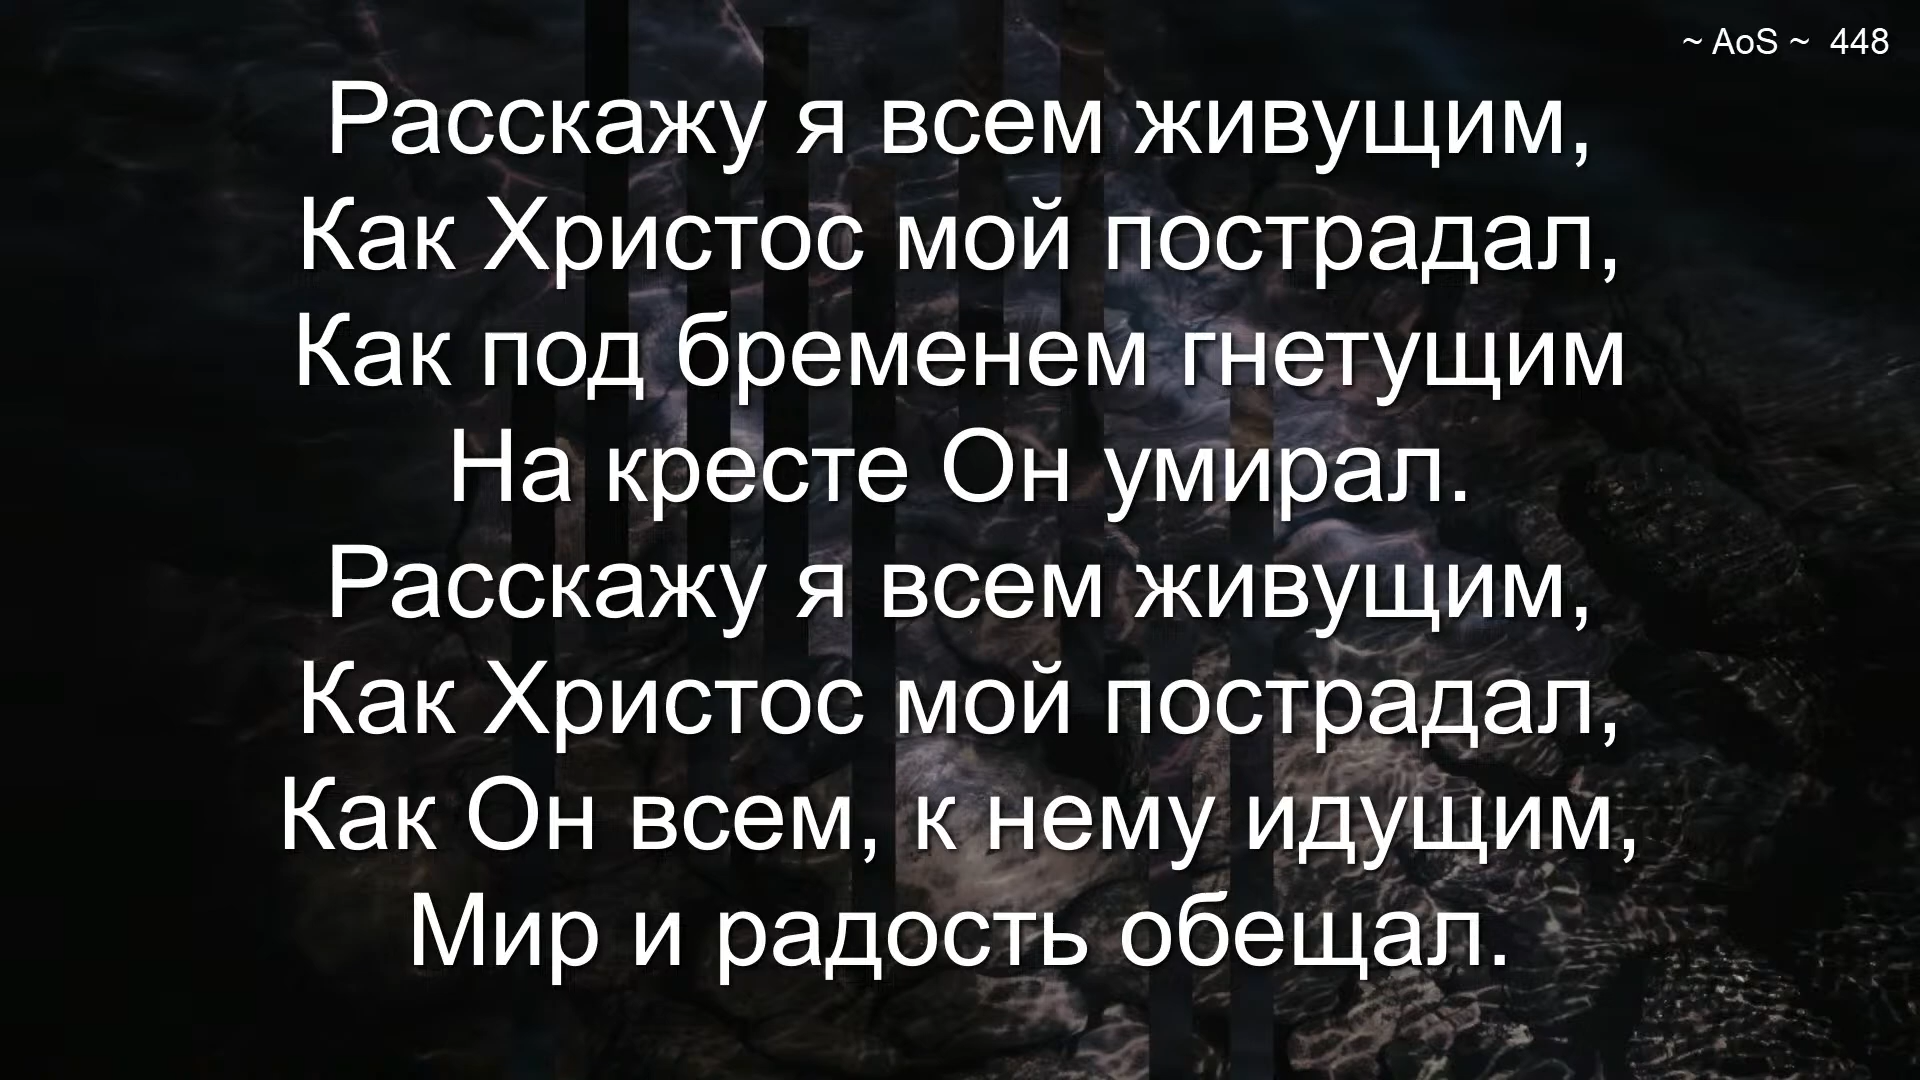 ~ AoS ~ 448
Расскажу я всем живущим,
Как Христос мой пострадал,
Как под бременем гнетущим
На кресте Он умирал.
Расскажу я всем живущим,
Как Христос мой пострадал,
Как Он всем, к нему идущим,
Мир и радость обещал.